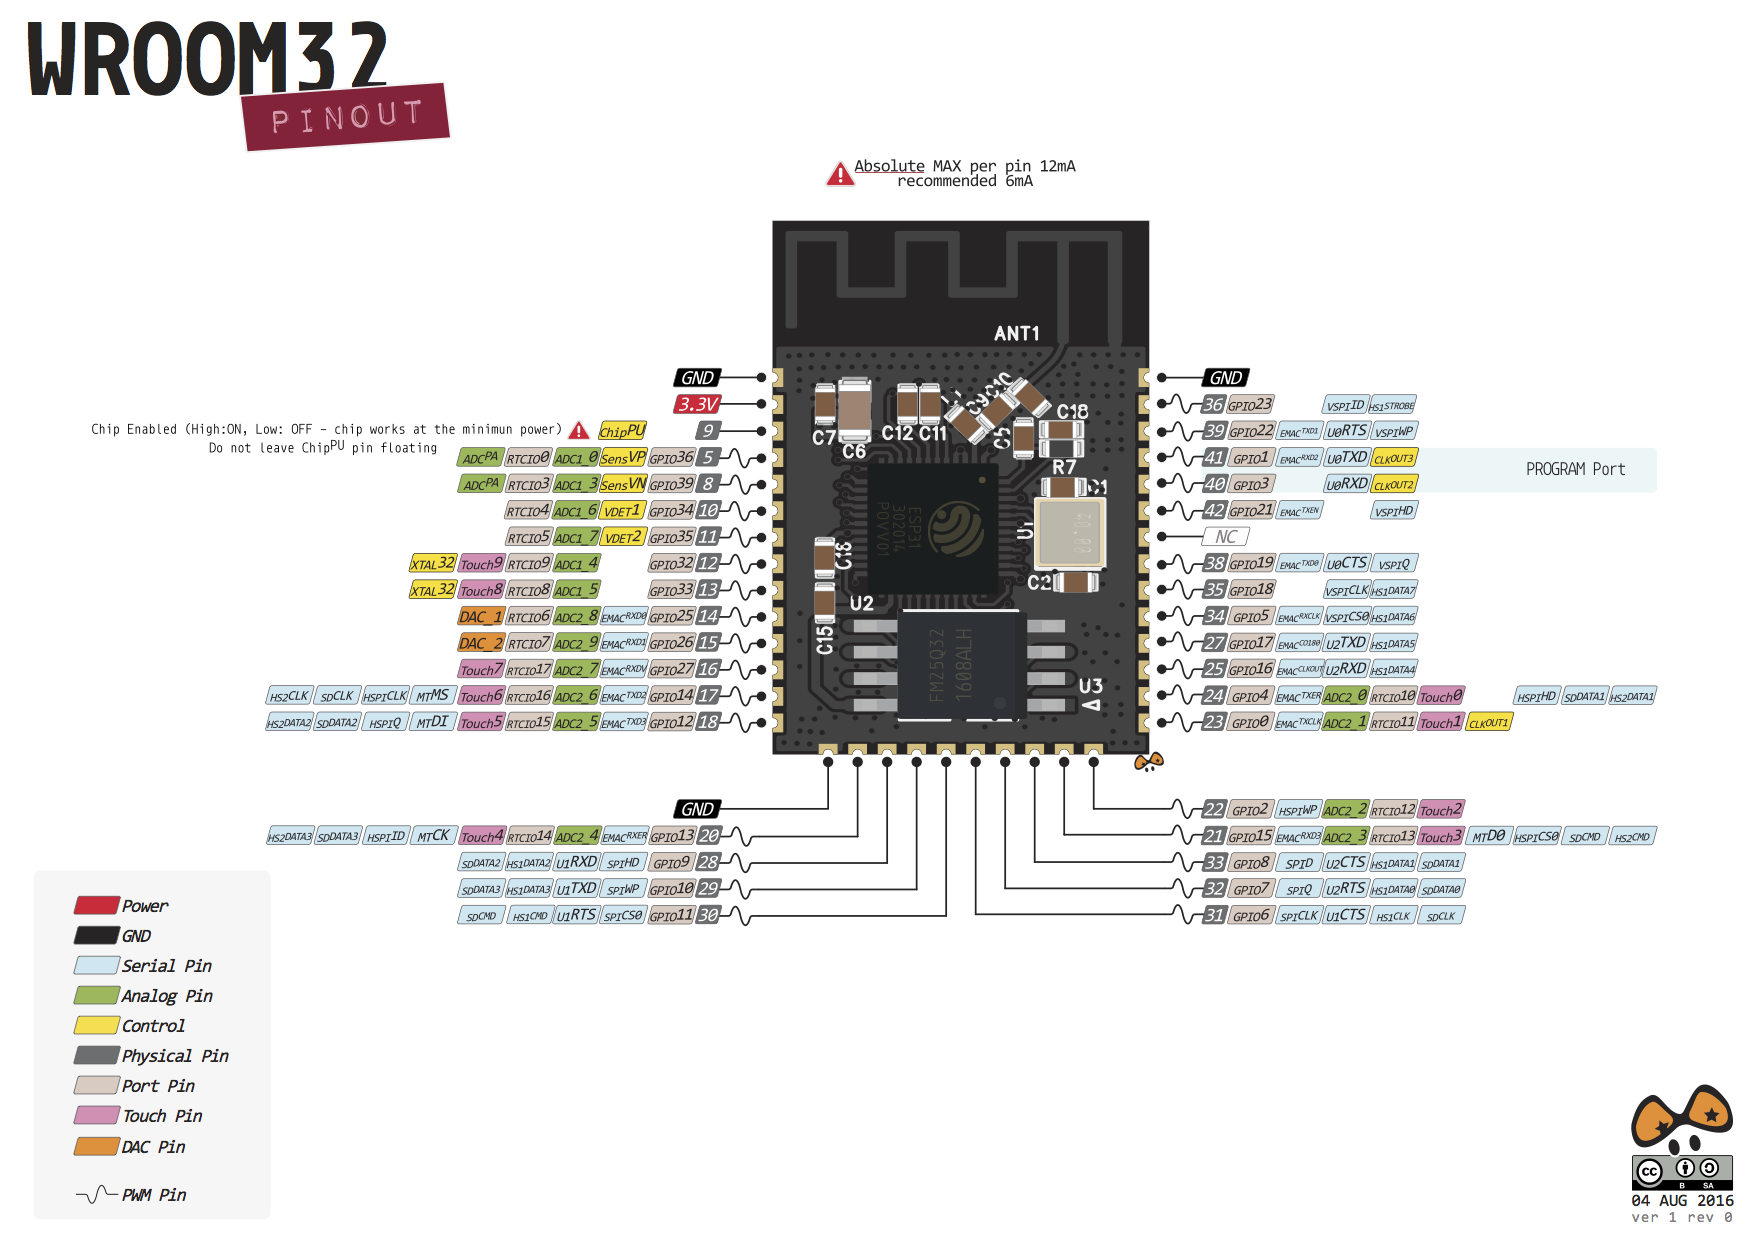 WROOM32
PINOUT
Absolute MAX per pin 12mA
recommended 6mA
ANT1
GND
3.3V
Chip Enabled (High:ON, Low: OFF - chip works at the minimun power) ChipPU 9
Do not leave ChipPU pin floating
ADCPA RTCIO0 ADC1_0 SensVP GPIO36 5
ADCPA RTCIO3 ADC1_3 SensVN GPIO39 8
RTCIO4 ADC1_6 VDET1 GPIO34 10
RTCIO5 ADC1_7 VDET2 GPIO35 11
XTAL32 Touch9 RTCIO9 ADC1_4 GPIO32 12
XTAL32 Touch8 RTCIO8 ADC1_5 GPIO33 13
DAC_1 RTCIO6 ADC2_8 EMACRXD0 GPIO25 14
DAC_2 RTCIO7 ADC2_9 EMACRXD1 GPIO26 15
Touch7 RTCIO17 ADC2_7 EMACRXDV GPIO27 16
HS2CLK SDCLK HSPICLK MTMS Touch6 RTCIO16 ADC2_6 EMACTXD2 GPIO14 17
HS2DATA2 SDDATA2 HSPIQ MTDI Touch5 RTCIO15 ADC2_5 EMACTXD3 GPIO12 18
GND
HS2DATA3 SDDATA3 HSPIID MTCK Touch4 RTCIO14 ADC2_4 EMACRXER GPIO13 20
SDDATA2 HS1DATA2 U1RXD SPIHD GPIO9 28
SDDATA3 HS1DATA3 U1TXD SPIWP GPIO10 29
SDCMD HS1CMD U1RTS SPICS0 GPIO11 30
C7
C6
C12
C11
C9
C10
C5
C18
R7
C1
U1
C2
C16
C15
U2
U3
ESP31
302014
P0VV01
FM25Q32
1608ALH
GND
36 GPIO23 VSPIID HS1STROBE
39 GPIO22 EMACTXD1 U0RTS VSPIWP
41 GPIO1 EMACRXD2 U0TXD CLKOUT3
PROGRAM Port
40 GPIO3 U0RXD CLKOUT2
42 GPIO21 EMACTXEN VSPIHD
NC
38 GPIO19 EMACTXD0 U0CTS VSPIQ
35 GPIO18 VSPICLK HS1DATA7
34 GPIO5 EMACRXCLK VSPICS0 HS1DATA6
27 GPIO17 EMACCO180 U2TXD HS1DATA5
25 GPIO16 EMACCLKOUT U2RXD HS1DATA4
24 GPIO4 EMACTXER ADC2_0 RTCIO10 Touch0 HSPIHD SDDATA1 HS2DATA1
23 GPIO0 EMACTXCLK ADC2_1 RTCIO11 Touch1 CLKOUT1
22 GPIO2 HSPIWP ADC2_2 RTCIO12 Touch2
21 GPIO15 EMACRXD3 ADC2_3 RTCIO13 Touch3 MTDO HSPICS0 SDCMD HS2CMD
33 GPIO8 SPID U2CTS HS1DATA1 SDDATA1
32 GPIO7 SPIQ U2RTS HS1DATA0 SDDATA0
31 GPIO6 SPICLK U1CTS HS1CLK SDCLK
Power
GND
Serial Pin
Analog Pin
Control
Physical Pin
Port Pin
Touch Pin
DAC Pin
PWM Pin
cc
B SA
04 AUG 2016
ver 1 rev 0